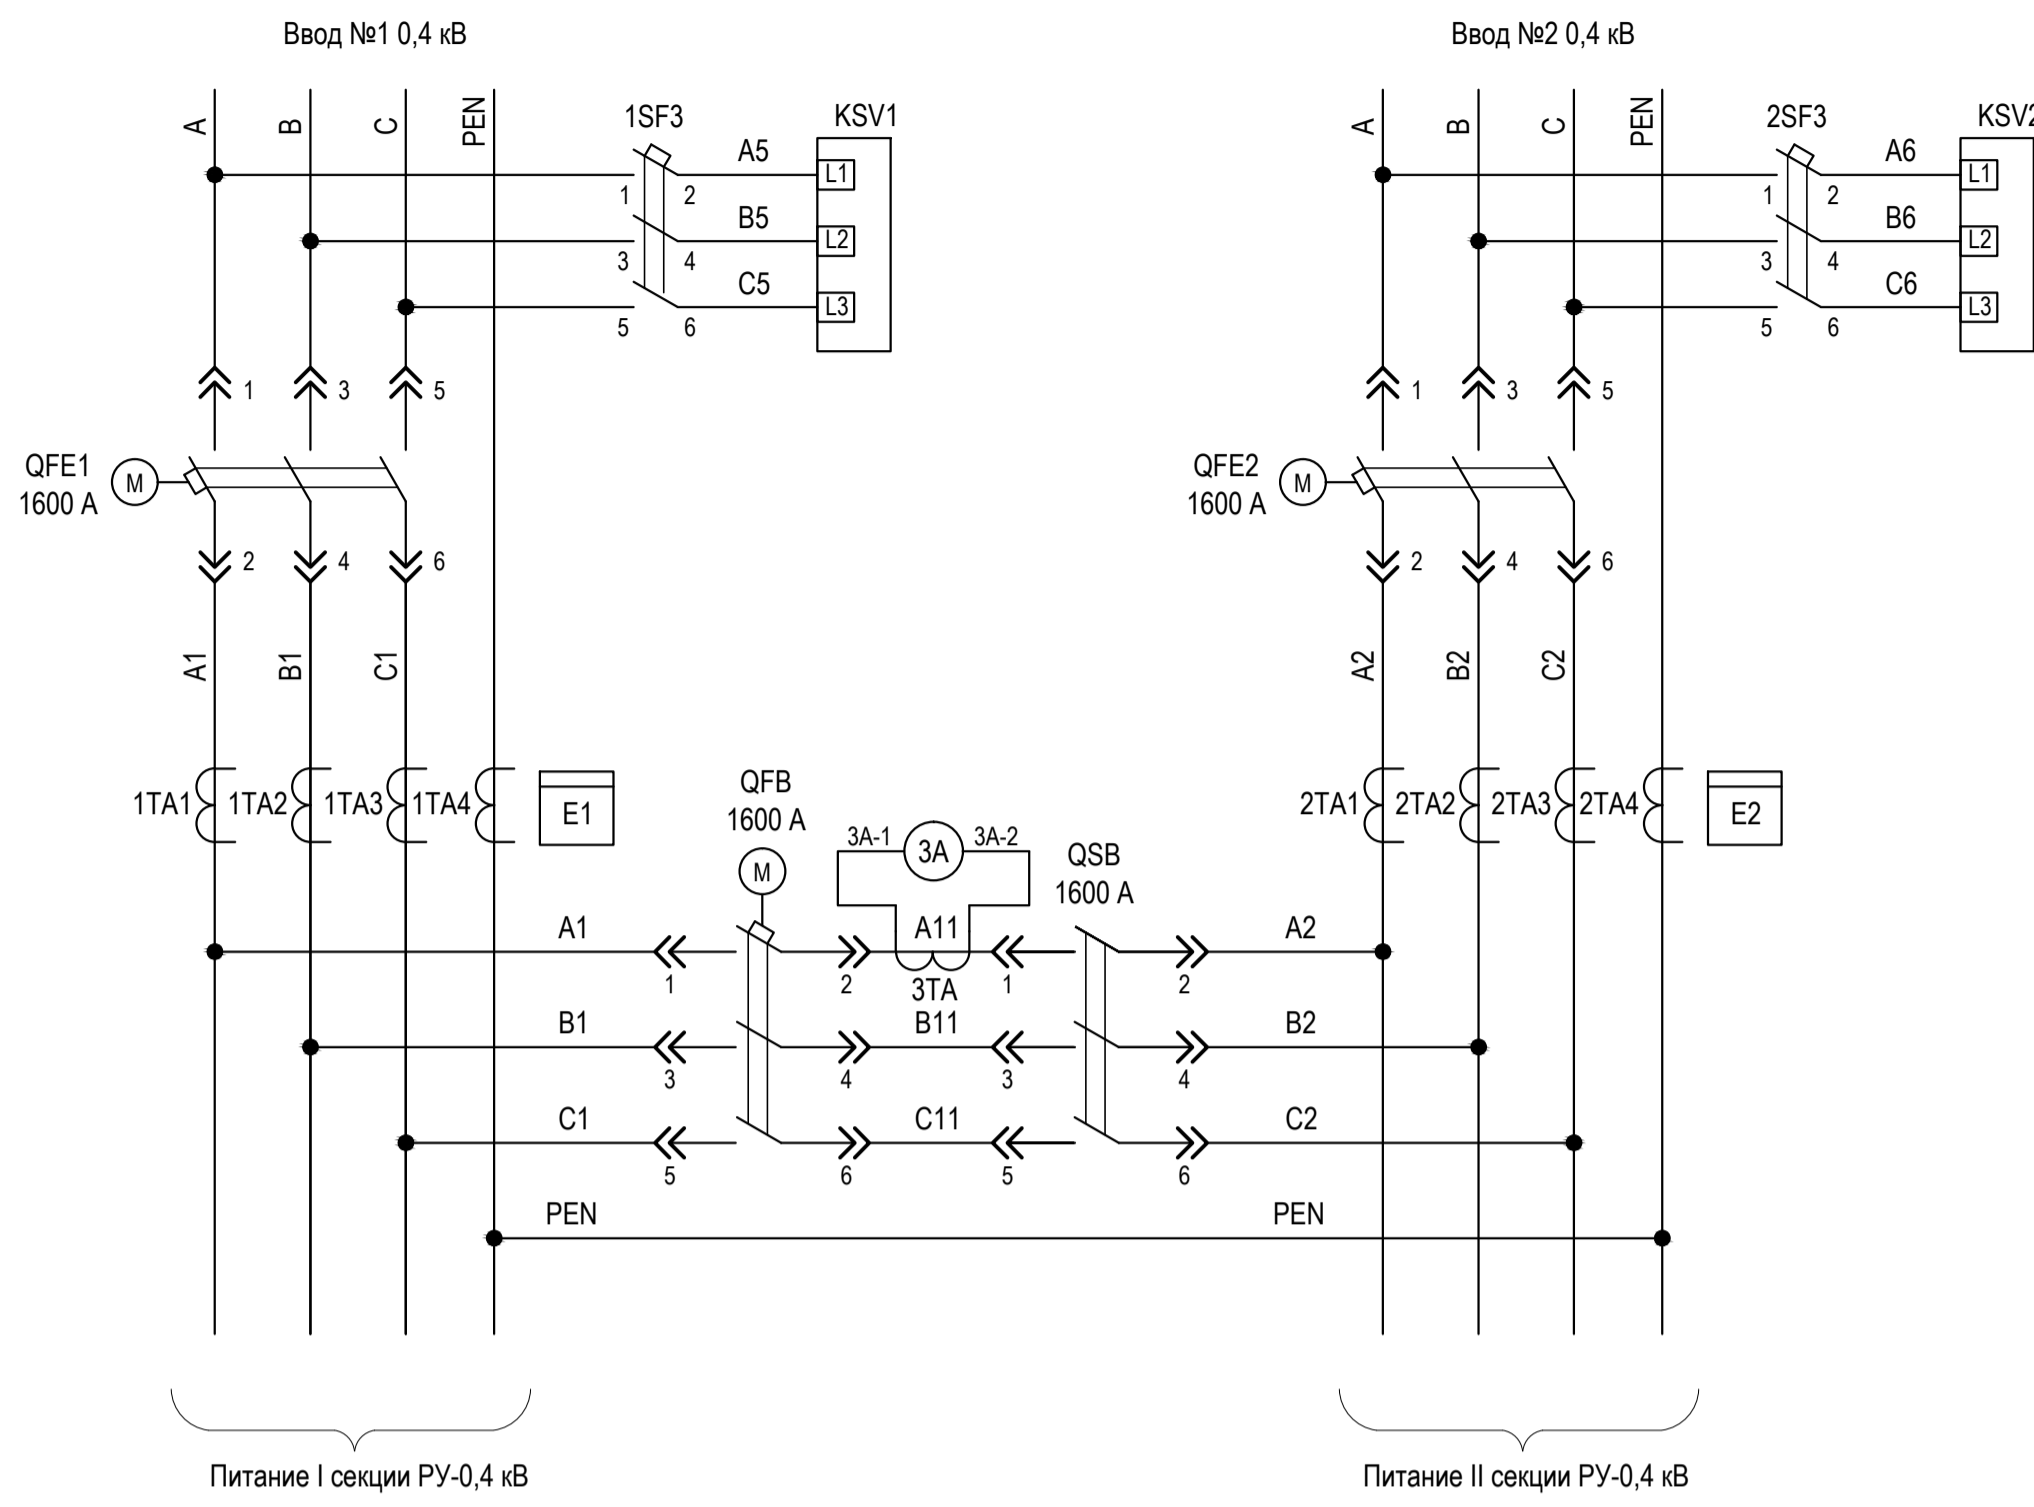 Ввод №1 0,4 кВ
Ввод №2 0,4 кВ
A B C PEN
1SF3
KSV1
A B C PEN
2SF3
KSV2
A5
L1
1 2
B5
L2
3 4
C5
L3
5 6
A6
L1
1 2
B6
L2
3 4
C6
L3
5 6
1 3 5
1 3 5
QFE1
1600 А
M
QFE2
1600 А
M
2 4 6
2 4 6
A1 B1 C1
A2 B2 C2
1TA1 1TA2 1TA3 1TA4
E1
2TA1 2TA2 2TA3 2TA4
E2
QFB
1600 А
M
3A-1 3A 3A-2
QSB
1600 А
A1 A11 A2
1 2 3TA 1 2
B1 B11 B2
3 4 3 4
C1 C11 C2
5 6 5 6
PEN PEN
Питание I секции РУ-0,4 кВ
Питание II секции РУ-0,4 кВ